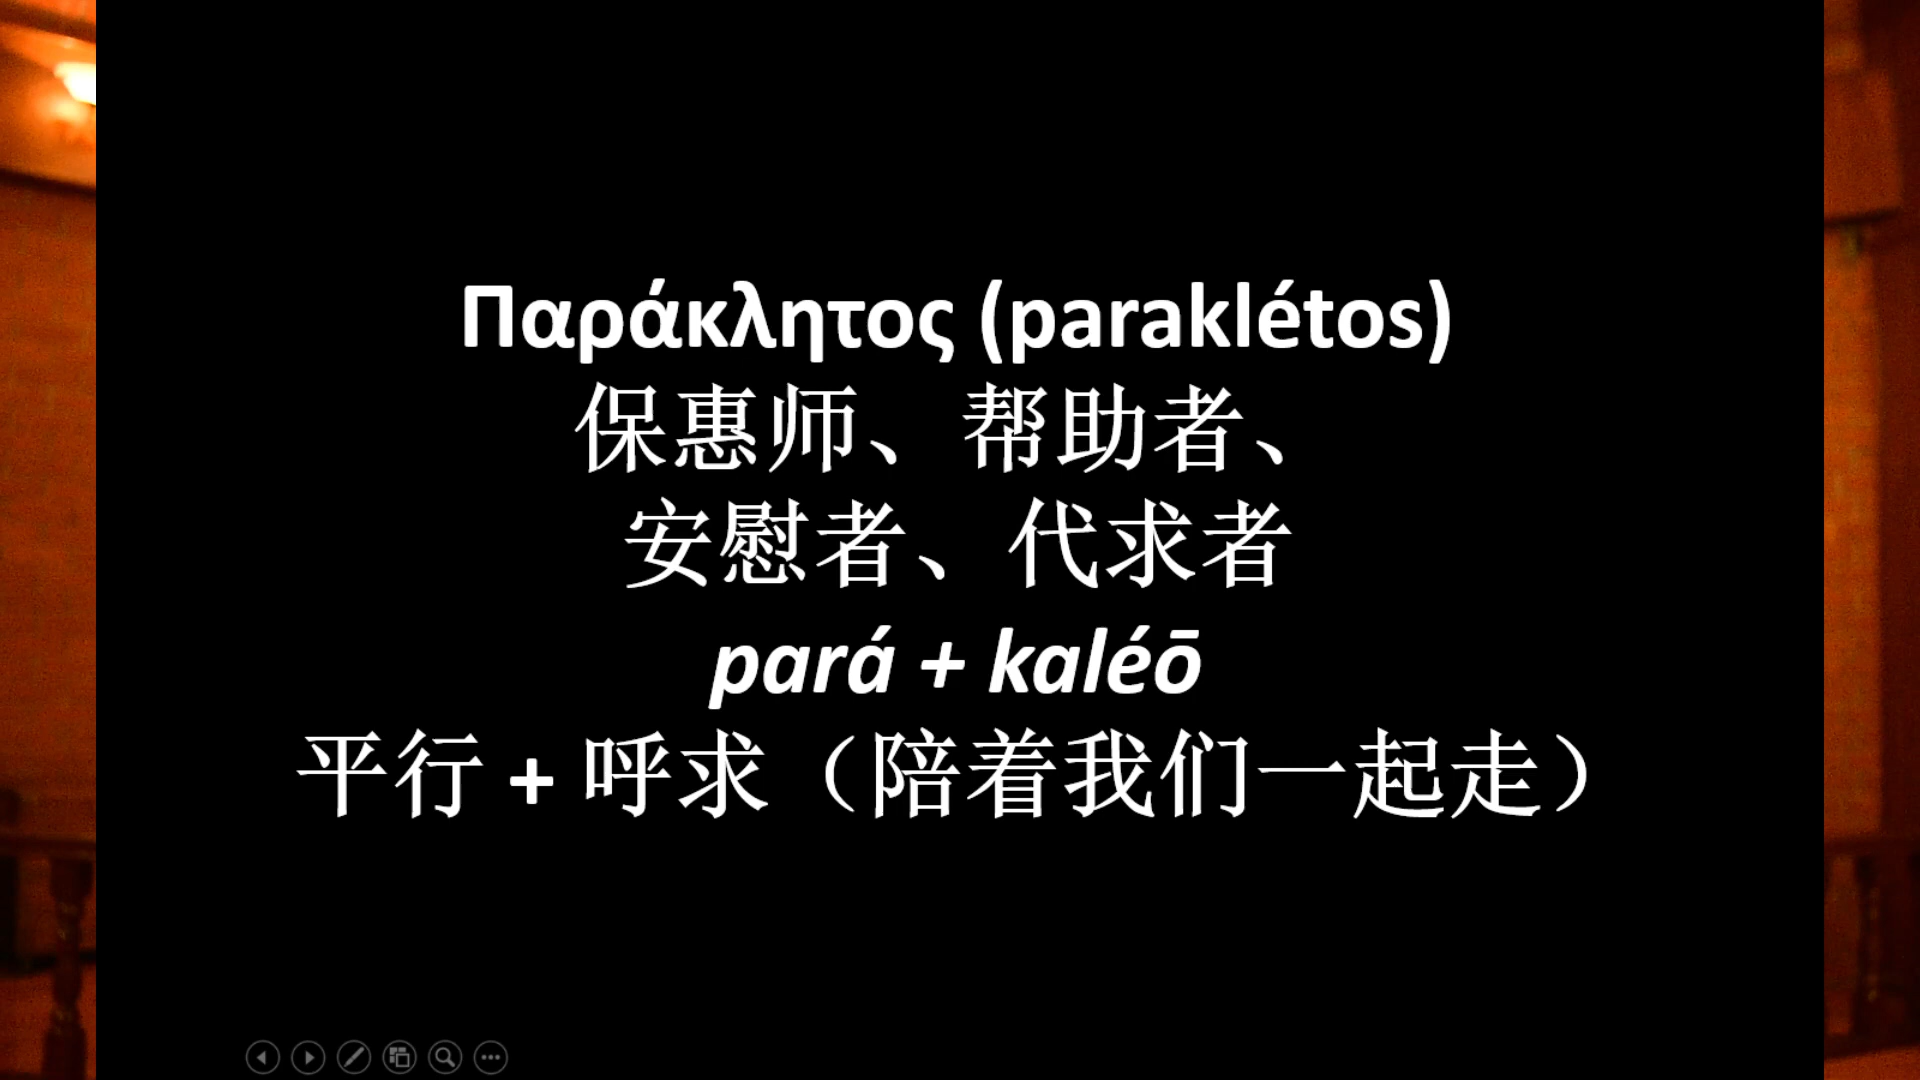 Παράκλητος (paraklétos)
保惠师、帮助者、
安慰者、代求者
pará + kaléō
平行 + 呼求（陪着我们一起走）